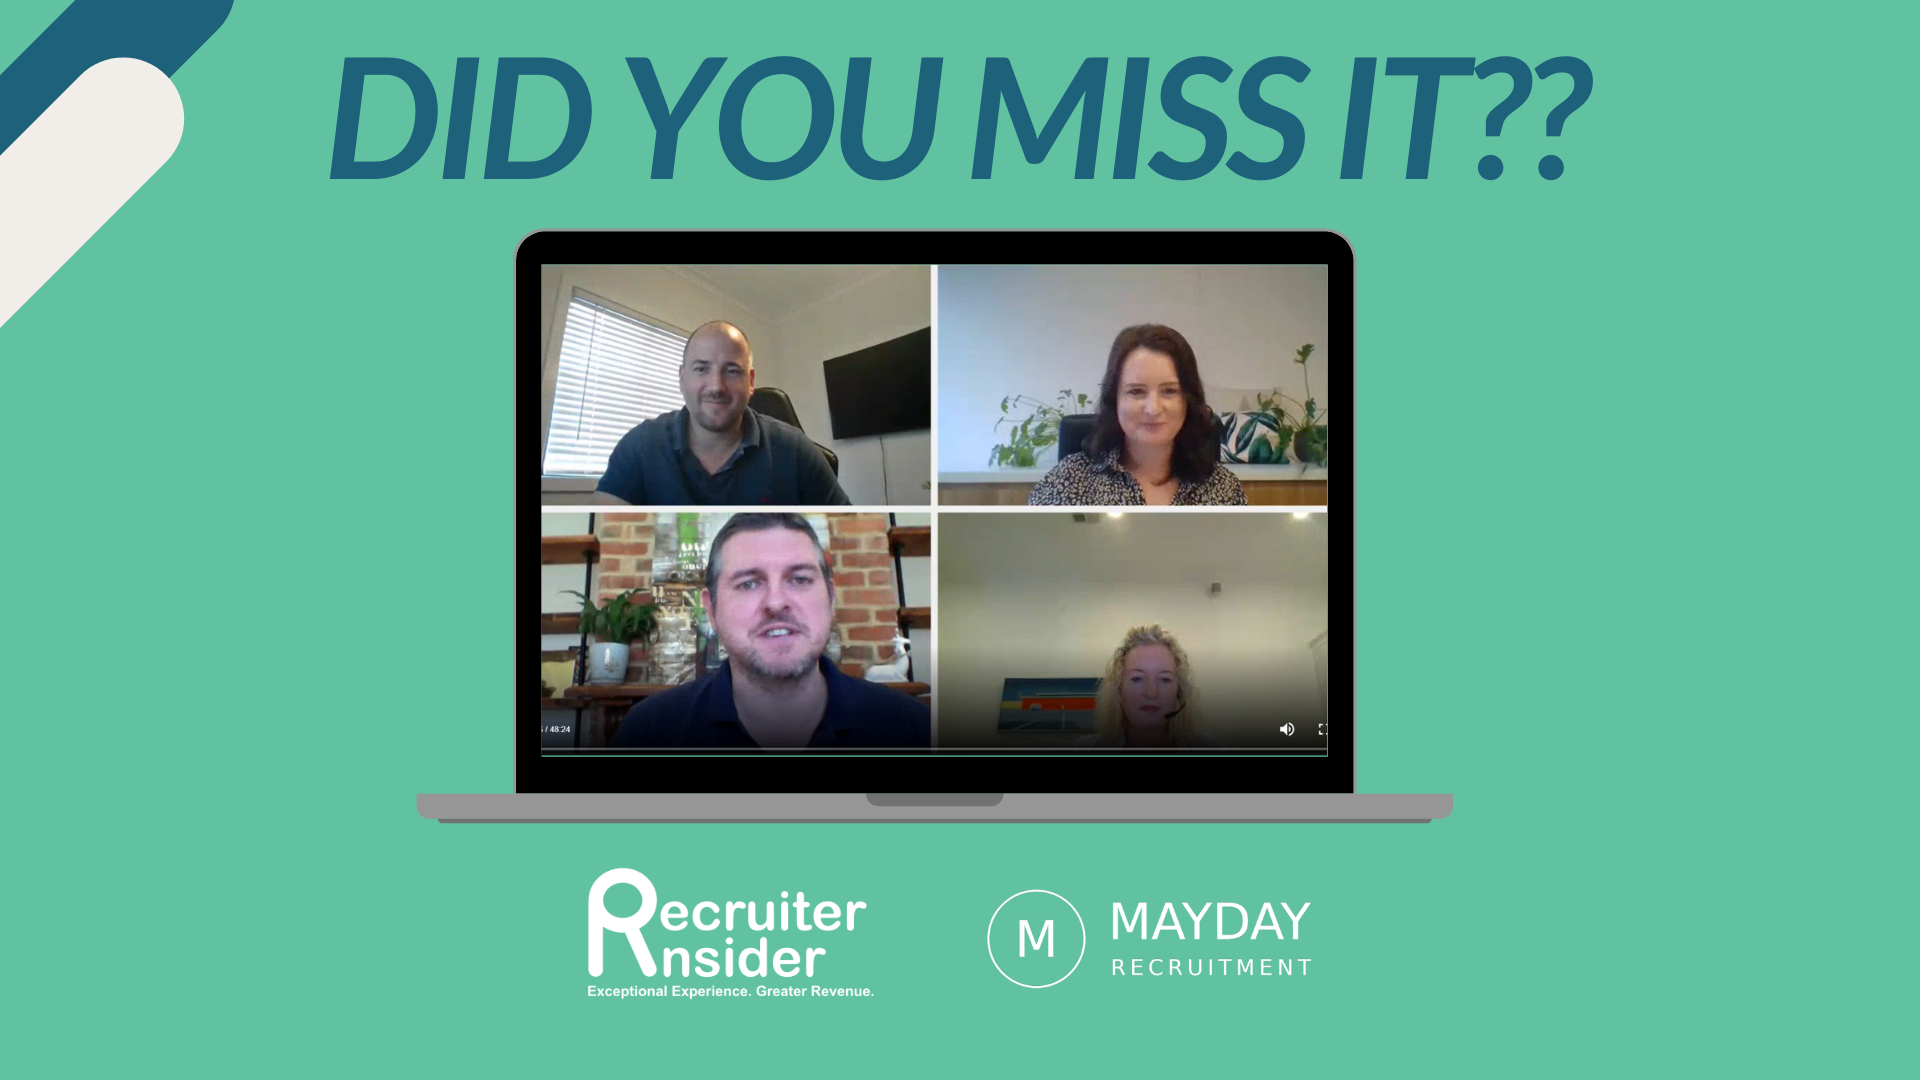 DID YOU MISS IT??
/ 48:24
Recruiter
Insider
Exceptional Experience. Greater Revenue.
M
MAYDAY
RECRUITMENT